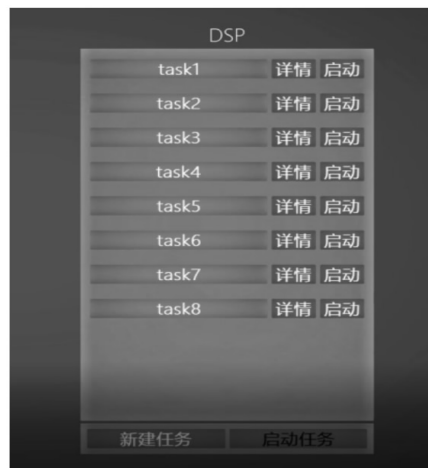 DSP
task1 详情 启动
task2 详情 启动
task3 详情 启动
task4 详情 启动
task5 详情 启动
task6 详情 启动
task7 详情 启动
task8 详情 启动
新建任务 启动任务